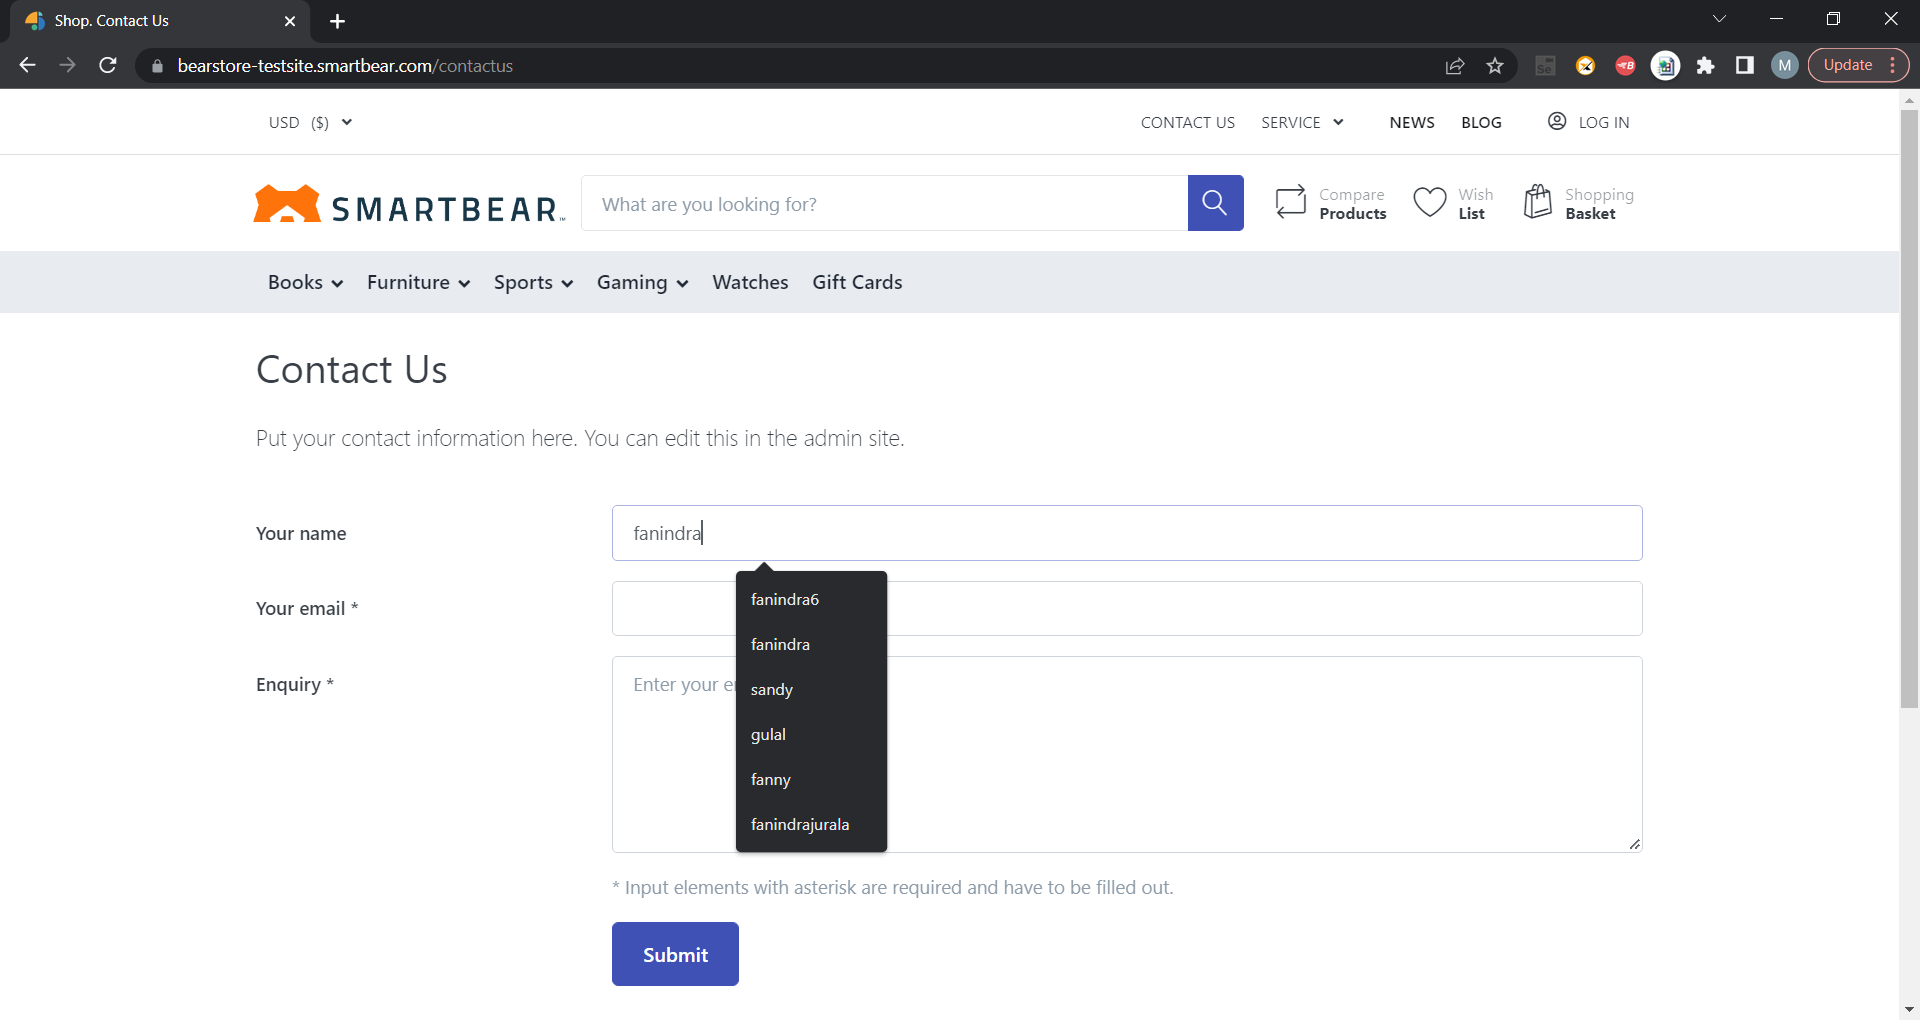 Shop. Contact Us
bearstore-testsite.smartbear.com/contactus
Se
B
M
Update
USD ($)
CONTACT US SERVICE NEWS BLOG LOG IN
SMARTBEAR™
What are you looking for?
Compare
Products
Wish
List
Shopping
Basket
Books Furniture Sports Gaming Watches Gift Cards
Contact Us
Put your contact information here. You can edit this in the admin site.
Your name
fanindra
fanindra6
fanindra
sandy
gulal
fanny
fanindrajurala
Your email *
Enquiry *
Enter your e
* Input elements with asterisk are required and have to be filled out.
Submit